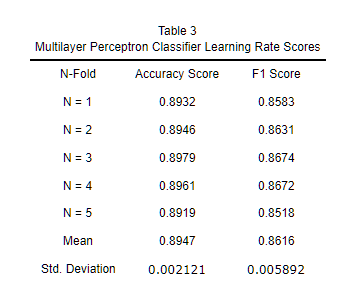 Table 3
Multilayer Perceptron Classifier Learning Rate Scores
N-Fold Accuracy Score F1 Score
N = 1 0.8932 0.8583
N = 2 0.8946 0.8631
N = 3 0.8979 0.8674
N = 4 0.8961 0.8672
N = 5 0.8919 0.8518
Mean 0.8947 0.8616
Std. Deviation 0.002121 0.005892